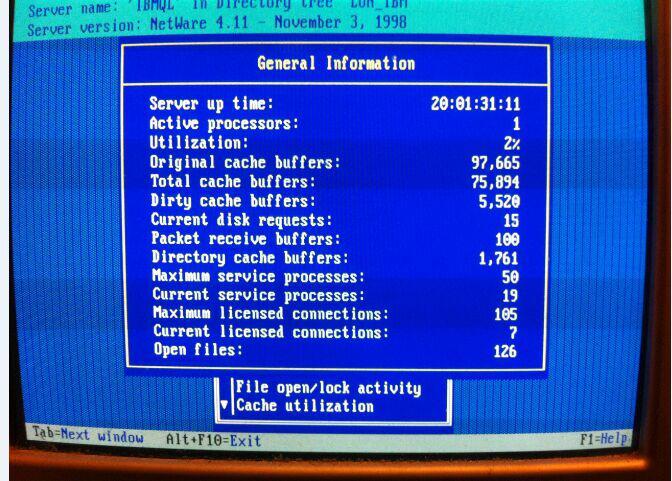 Server name: 'IBMQL' in Directory tree 'LON_IBM'
Server version: NetWare 4.11 - November 3, 1998
General Information
Server up time: 20:01:31:11
Active processors: 1
Utilization: 2%
Original cache buffers: 97,665
Total cache buffers: 75,894
Dirty cache buffers: 5,520
Current disk requests: 15
Packet receive buffers: 100
Directory cache buffers: 1,761
Maximum service processes: 50
Current service processes: 19
Maximum licensed connections: 105
Current licensed connections: 7
Open files: 126
File open/lock activity
▼ Cache utilization
Tab=Next window Alt+F10=Exit F1=Help